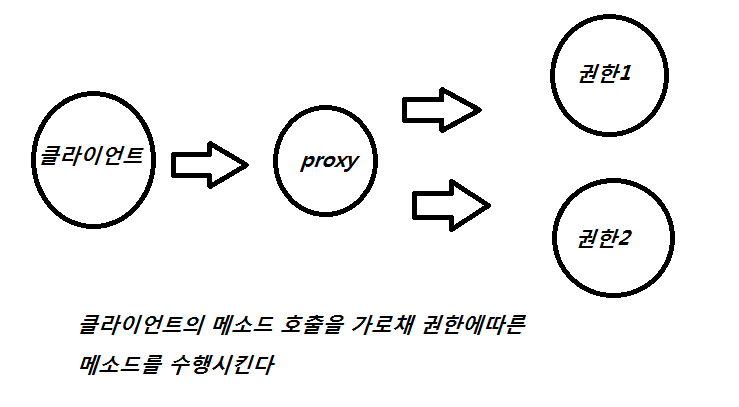 클라이언트
proxy
권한1
권한2
클라이언트의 메소드 호출을 가로채 권한에따른
메소드를 수행시킨다